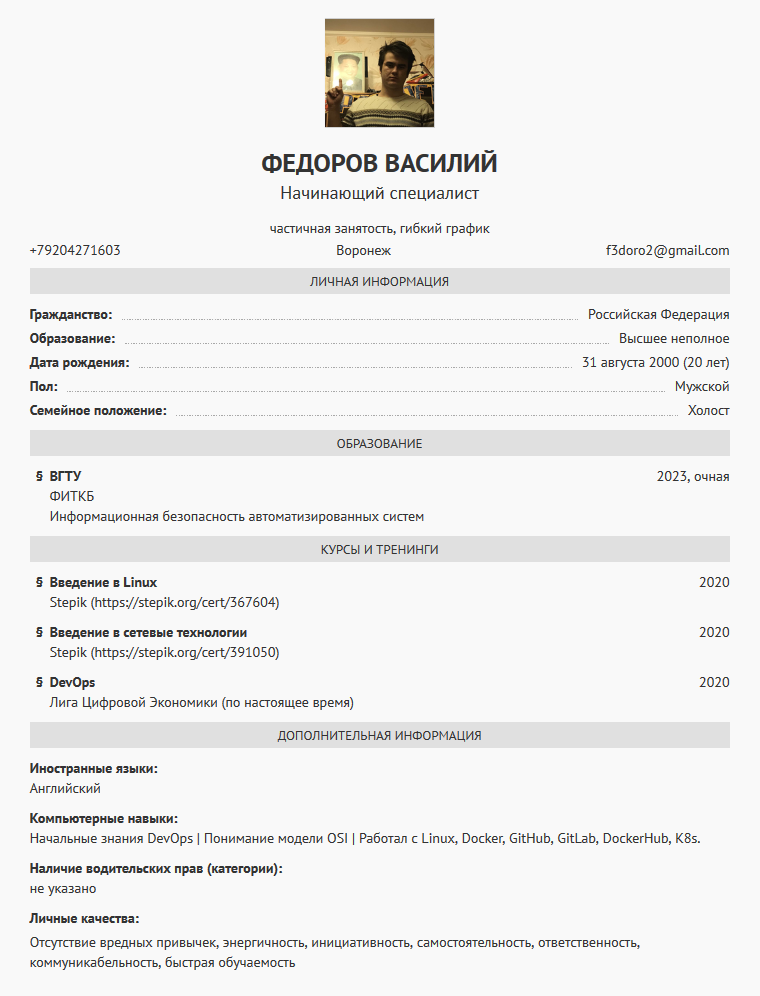 ФЕДОРОВ ВАСИЛИЙ
Начинающий специалист
частичная занятость, гибкий график
+79204271603 Воронеж f3doro2@gmail.com
ЛИЧНАЯ ИНФОРМАЦИЯ
Гражданство: Российская Федерация
Образование: Высшее неполное
Дата рождения: 31 августа 2000 (20 лет)
Пол: Мужской
Семейное положение: Холост
ОБРАЗОВАНИЕ
§ ВГТУ 2023, очная
ФИТКБ
Информационная безопасность автоматизированных систем
КУРСЫ И ТРЕНИНГИ
§ Введение в Linux 2020
Stepik (https://stepik.org/cert/367604)
§ Введение в сетевые технологии 2020
Stepik (https://stepik.org/cert/391050)
§ DevOps 2020
Лига Цифровой Экономики (по настоящее время)
ДОПОЛНИТЕЛЬНАЯ ИНФОРМАЦИЯ
Иностранные языки:
Английский
Компьютерные навыки:
Начальные знания DevOps | Понимание модели OSI | Работал с Linux, Docker, GitHub, GitLab, DockerHub, K8s.
Наличие водительских прав (категории):
не указано
Личные качества:
Отсутствие вредных привычек, энергичность, инициативность, самостоятельность, ответственность,
коммуникабельность, быстрая обучаемость